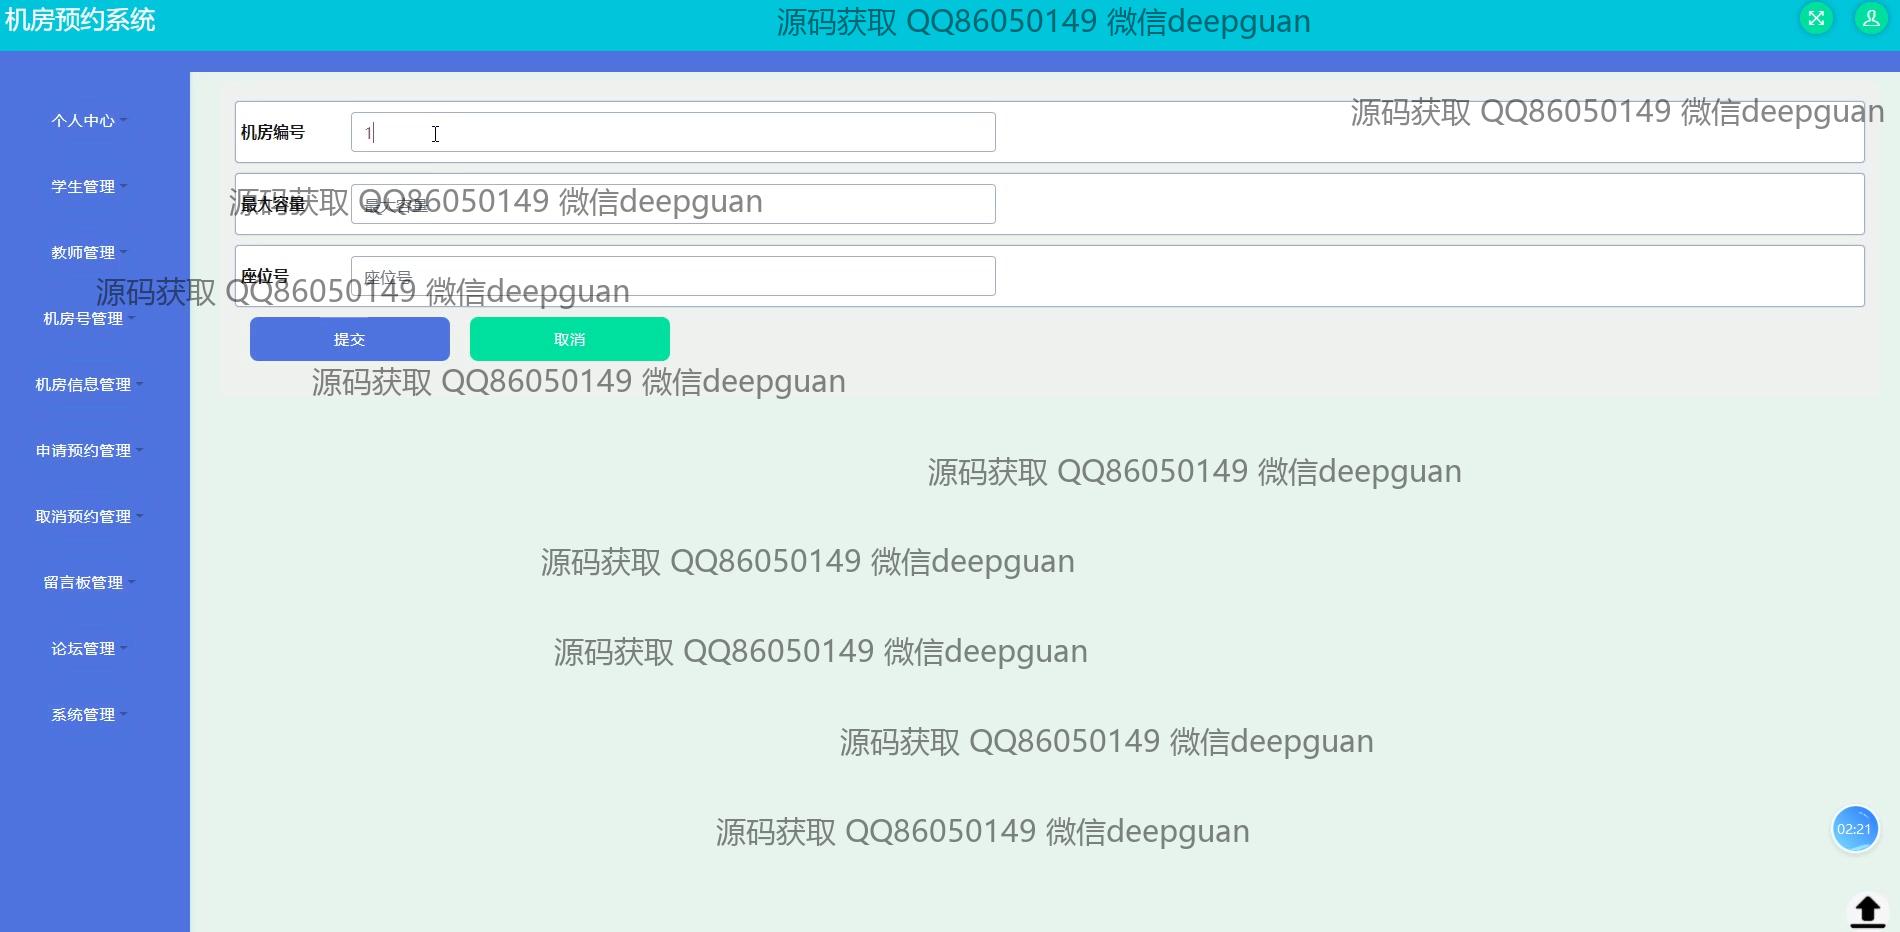 机房预约系统
源码获取 QQ86050149 微信deepguan
源码获取 QQ86050149 微信deepguan
个人中心
机房编号
1
学生管理
源码获取 QQ86050149 微信deepguan
最大容量
最大容量
教师管理
座位号
座位号
源码获取 QQ86050149 微信deepguan
机房号管理
提交
取消
机房信息管理
源码获取 QQ86050149 微信deepguan
申请预约管理
源码获取 QQ86050149 微信deepguan
取消预约管理
源码获取 QQ86050149 微信deepguan
留言板管理
论坛管理
源码获取 QQ86050149 微信deepguan
系统管理
源码获取 QQ86050149 微信deepguan
源码获取 QQ86050149 微信deepguan
02:21